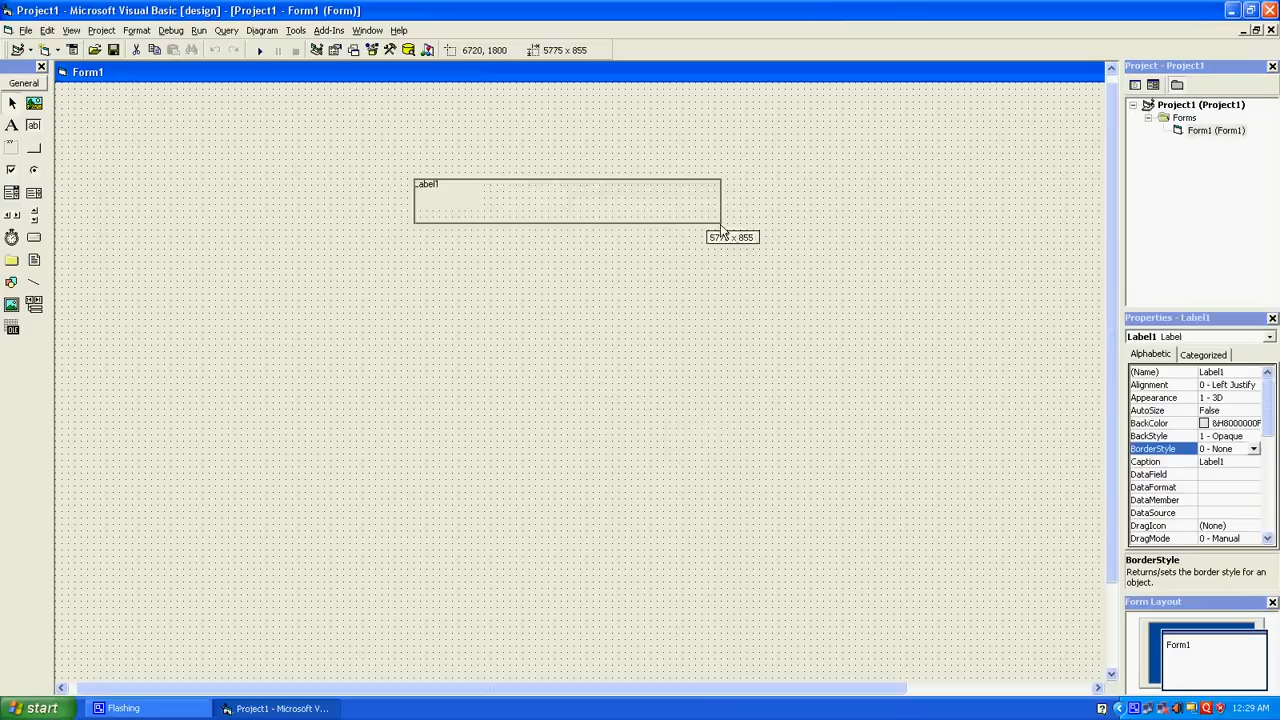 Project1 - Microsoft Visual Basic [design] - [Project1 - Form1 (Form)]
File Edit View Project Format Debug Run Query Diagram Tools Add-Ins Window Help
6720, 1800 5775 x 855
General
Form1
Label1
x 855
Project - Project1
Project1 (Project1)
Forms
Form1 (Form1)
Properties - Label1
Label1 Label
Alphabetic Categorized
(Name) Label1
Alignment 0 - Left Justify
Appearance 1 - 3D
AutoSize False
BackColor &H8000000F
BackStyle 1 - Opaque
BorderStyle 0 - None
Caption Label1
DataField
DataFormat
DataMember
DataSource
DragIcon (None)
DragMode 0 - Manual
BorderStyle
Returns/sets the border style for an
object.
Form Layout
Form1
start Flashing Project1 - Microsoft V... 12:29 AM